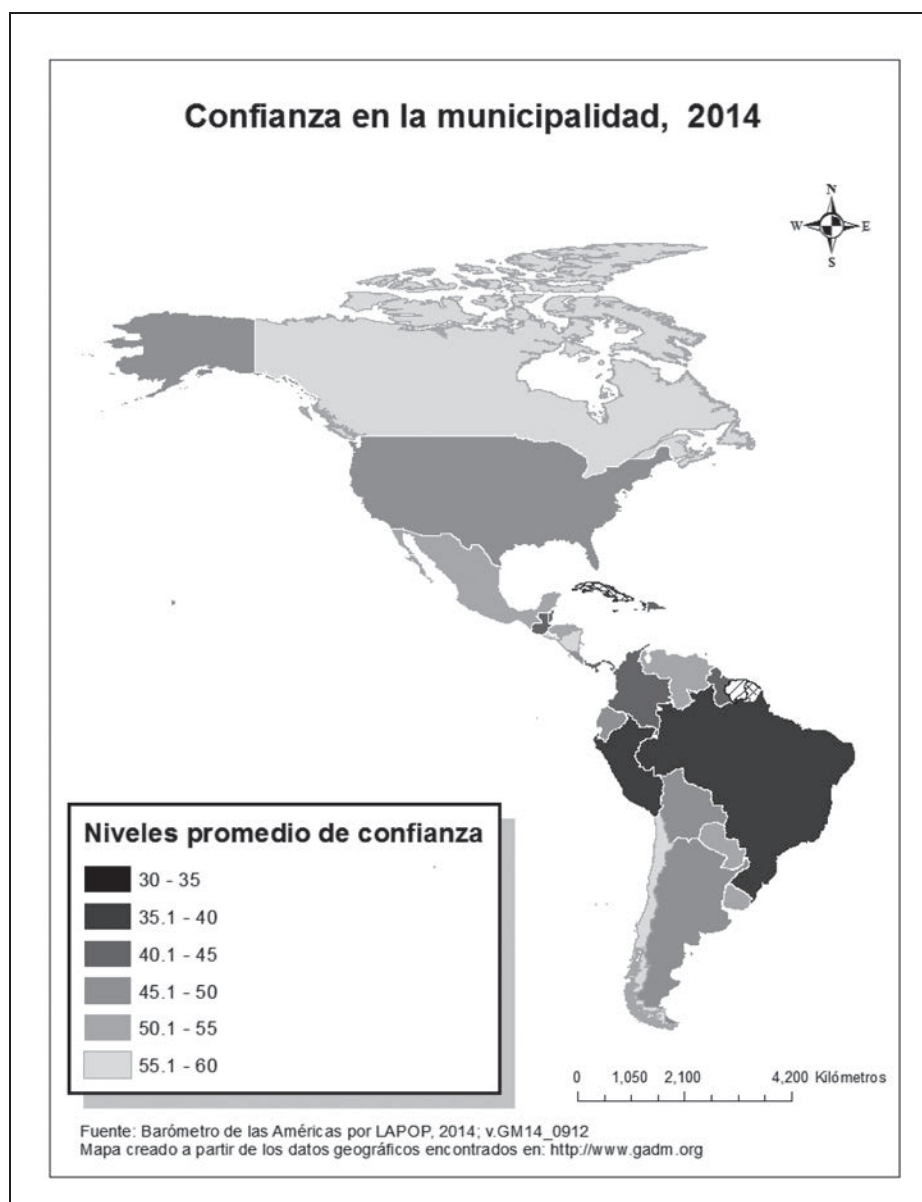 Confianza en la municipalidad, 2014
N
W E
S
Niveles promedio de confianza
30 - 35
35.1 - 40
40.1 - 45
45.1 - 50
50.1 - 55
55.1 - 60
0 1,050 2,100 4,200 Kilómetros
Fuente: Barómetro de las Américas por LAPOP, 2014; v.GM14_0912
Mapa creado a partir de los datos geográficos encontrados en: http://www.gadm.org